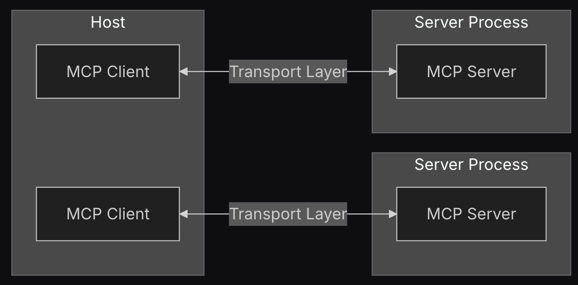 Host
Server Process
MCP Client
Transport Layer
MCP Server
Server Process
MCP Client
Transport Layer
MCP Server